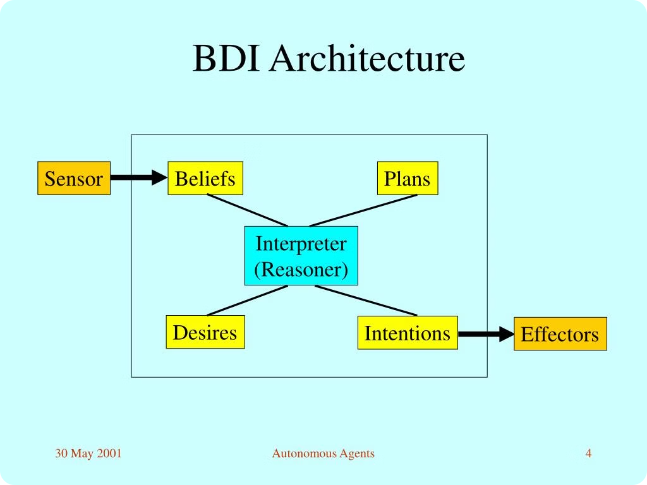 BDI Architecture
Sensor
Beliefs
Plans
Interpreter
(Reasoner)
Desires
Intentions
Effectors
30 May 2001
Autonomous Agents
4